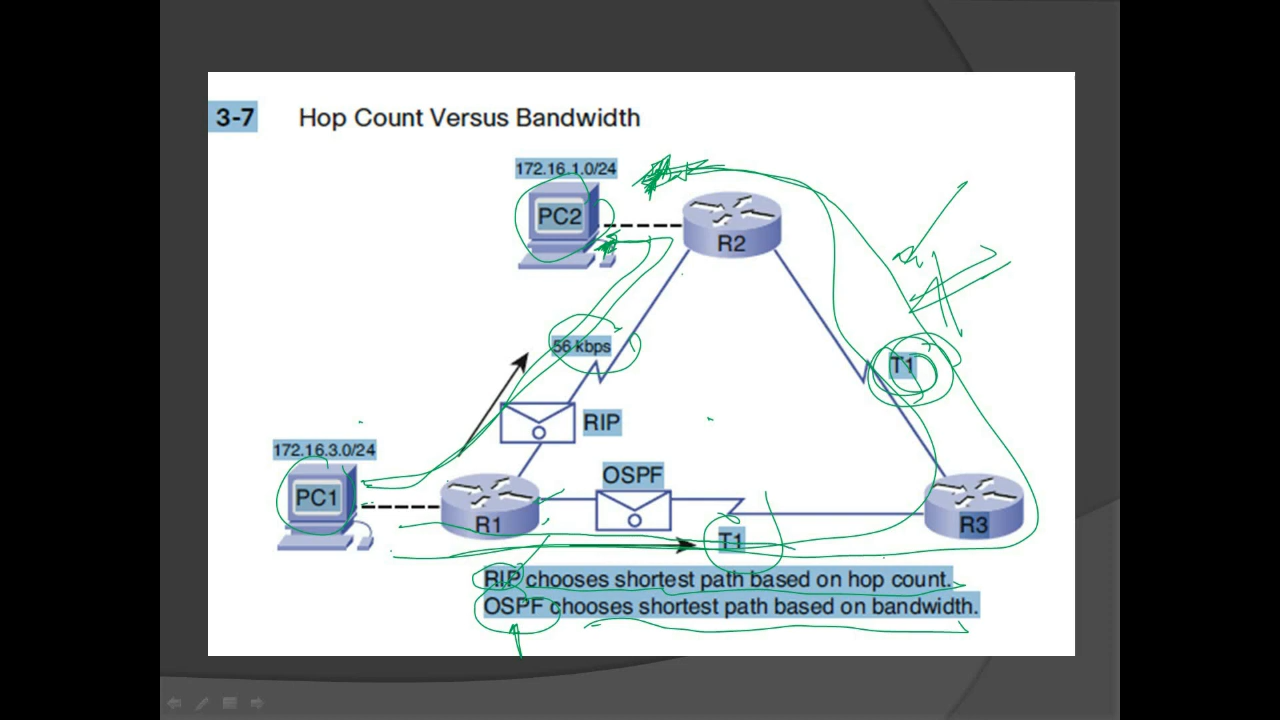 3-7 Hop Count Versus Bandwidth
172.16.1.0/24
PC2
R2
56 kbps
T1
RIP
172.16.3.0/24
PC1
OSPF
R1
R3
T1
RIP chooses shortest path based on hop count.
OSPF chooses shortest path based on bandwidth.